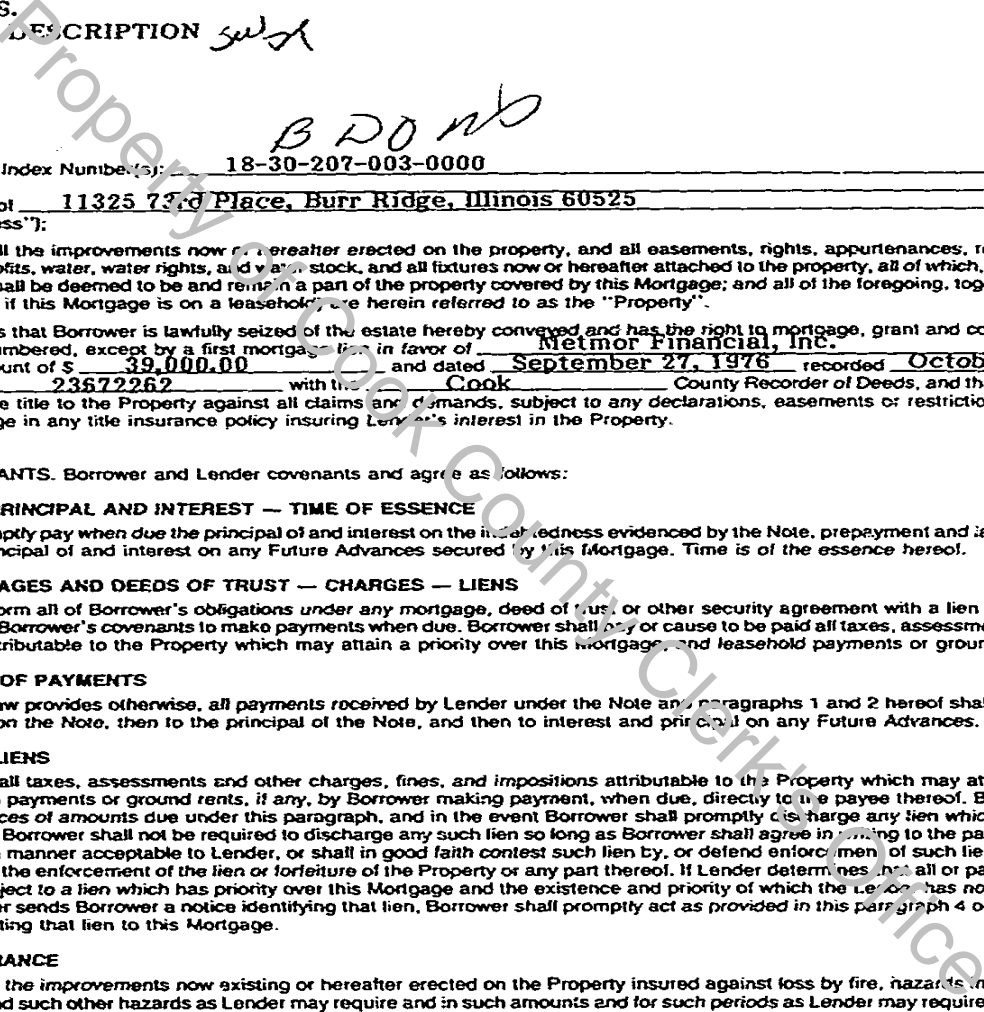 S.
DESCRIPTION
B DO
Index Number(s): 18-30-207-003-0000
of 11325 73rd Place, Burr Ridge, Illinois 60525
ess"):
ll the improvements now or hereafter erected on the property, and all easements, rights, appurtenances, r
ofits, water, water rights, and water stock, and all fixtures now or hereafter attached to the property, all of which,
hall be deemed to be and remain a part of the property covered by this Mortgage; and all of the foregoing, tog
if this Mortgage is on a leasehold) are herein referred to as the "Property".
s that Borrower is lawfully seized of the estate hereby conveyed and has the right to mortgage, grant and co
mbered, except by a first mortgage lien in favor of Metmor Financial, Inc.
unt of $ 39,000.00 and dated September 27, 1976 recorded Octob
23672262 with the Cook County Recorder of Deeds, and th
e title to the Property against all claims and demands, subject to any declarations, easements or restrictio
ge in any title insurance policy insuring Lender's interest in the Property.
ANTS. Borrower and Lender covenants and agree as follows:
RINCIPAL AND INTEREST — TIME OF ESSENCE
mptly pay when due the principal of and interest on the indebtedness evidenced by the Note, prepayment and la
ncipal of and interest on any Future Advances secured by this Mortgage. Time is of the essence hereof.
AGES AND DEEDS OF TRUST — CHARGES — LIENS
orm all of Borrower's obligations under any mortgage, deed of trust or other security agreement with a lien
Borrower's covenants to make payments when due. Borrower shall pay or cause to be paid all taxes, assessme
tributable to the Property which may attain a priority over this Mortgage, and leasehold payments or groun
OF PAYMENTS
aw provides otherwise, all payments received by Lender under the Note and paragraphs 1 and 2 hereof shal
on the Note, then to the principal of the Note, and then to interest and principal on any Future Advances.
LIENS
all taxes, assessments and other charges, fines, and impositions attributable to the Property which may at
payments or ground rents, if any, by Borrower making payment, when due, directly to the payee thereof. B
ces of amounts due under this paragraph, and in the event Borrower shall promptly discharge any lien whic
Borrower shall not be required to discharge any such lien so long as Borrower shall agree in writing to the pa
manner acceptable to Lender, or shall in good faith contest such lien by, or defend enforcement of such lie
the enforcement of the lien or forfeiture of the Property or any part thereof. If Lender determines that all or pa
ject to a lien which has priority over this Mortgage and the existence and priority of which the Lender has no
er sends Borrower a notice identifying that lien, Borrower shall promptly act as provided in this paragraph 4 o
ting that lien to this Mortgage.
RANCE
the improvements now existing or hereafter erected on the Property insured against loss by fire, hazards in
nd such other hazards as Lender may require and in such amounts and for such periods as Lender may require
Property of Cook County Clerk's Office